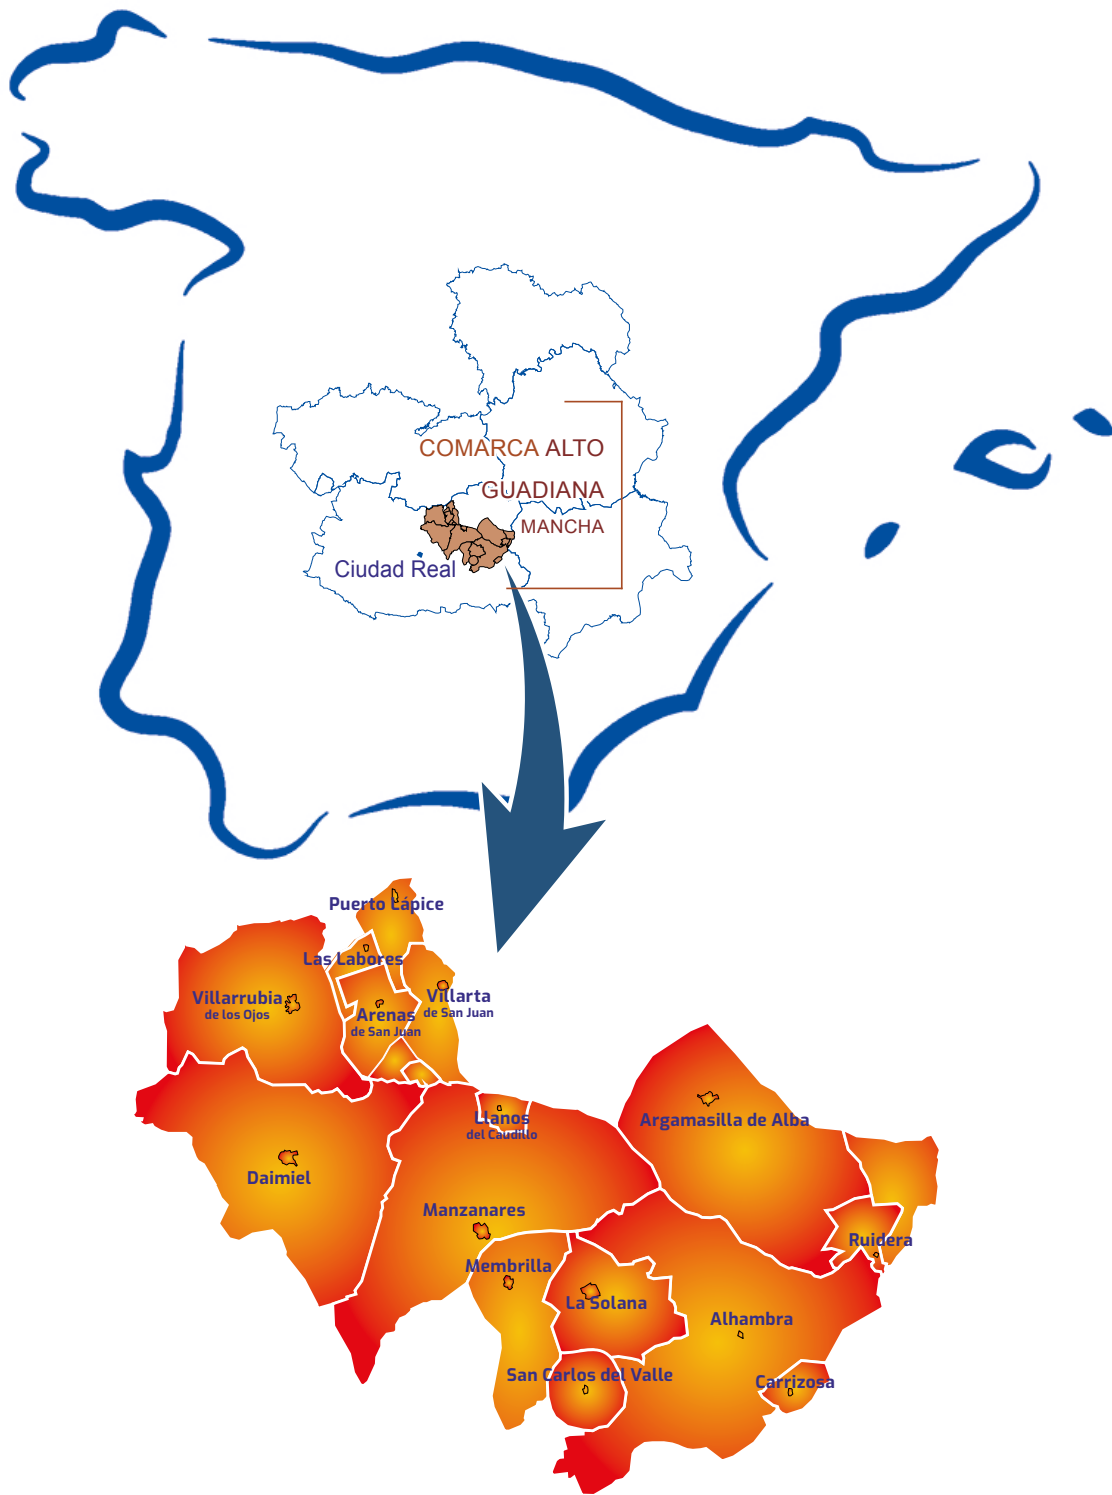 COMARCA ALTO
GUADIANA
MANCHA
Ciudad Real
Puerto Lápice
Las Labores
Villarrubia
de los Ojos
Villarta
de San Juan
Arenas
de San Juan
Llanos
del Caudillo
Argamasilla de Alba
Daimiel
Manzanares
Ruidera
Membrilla
La Solana
Alhambra
San Carlos del Valle
Carrizosa